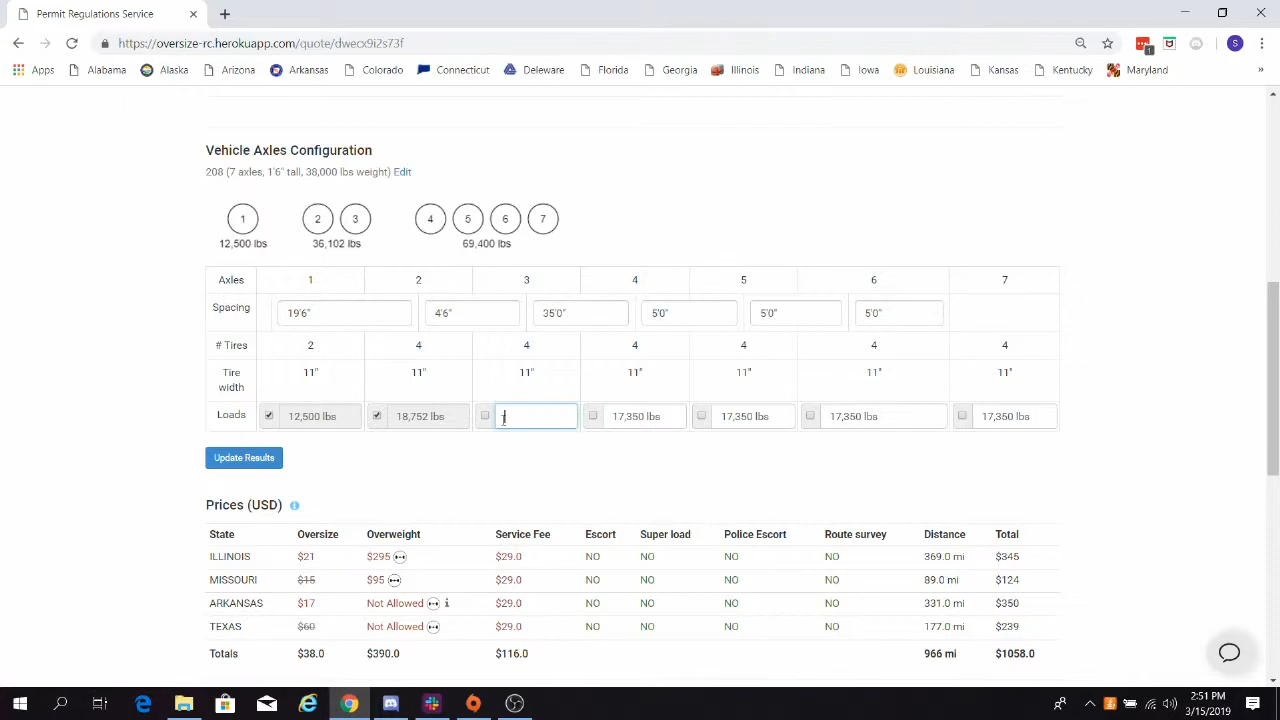 Permit Regulations Service
https://oversize-rc.herokuapp.com/quote/dwecx9i2s73f
S
1
Apps Alabama Alaska Arizona Arkansas Colorado Connecticut Delaware Florida Georgia Illinois Indiana Iowa Louisiana Kansas Kentucky Maryland »
Vehicle Axles Configuration
208 (7 axles, 1'6" tall, 38,000 lbs weight) Edit
1 2 3 4 5 6 7
12,500 lbs 36,102 lbs 69,400 lbs
Axles 1 2 3 4 5 6 7
Spacing 19'6" 4'6" 35'0" 5'0" 5'0" 5'0"
# Tires 2 4 4 4 4 4 4
Tire width 11" 11" 11" 11" 11" 11" 11"
Loads 12,500 lbs 18,752 lbs 17,350 lbs 17,350 lbs 17,350 lbs 17,350 lbs
Update Results
Prices (USD)
State Oversize Overweight Service Fee Escort Super load Police Escort Route survey Distance Total
ILLINOIS $21 $295 $29.0 NO NO NO NO 369.0 mi $345
MISSOURI $15 $95 $29.0 NO NO NO NO 89.0 mi $124
ARKANSAS $17 Not Allowed $29.0 NO NO NO NO 331.0 mi $350
TEXAS $60 Not Allowed $29.0 NO NO NO NO 177.0 mi $239
Totals $38.0 $390.0 $116.0 966 mi $1058.0
2:51 PM
3/15/2019